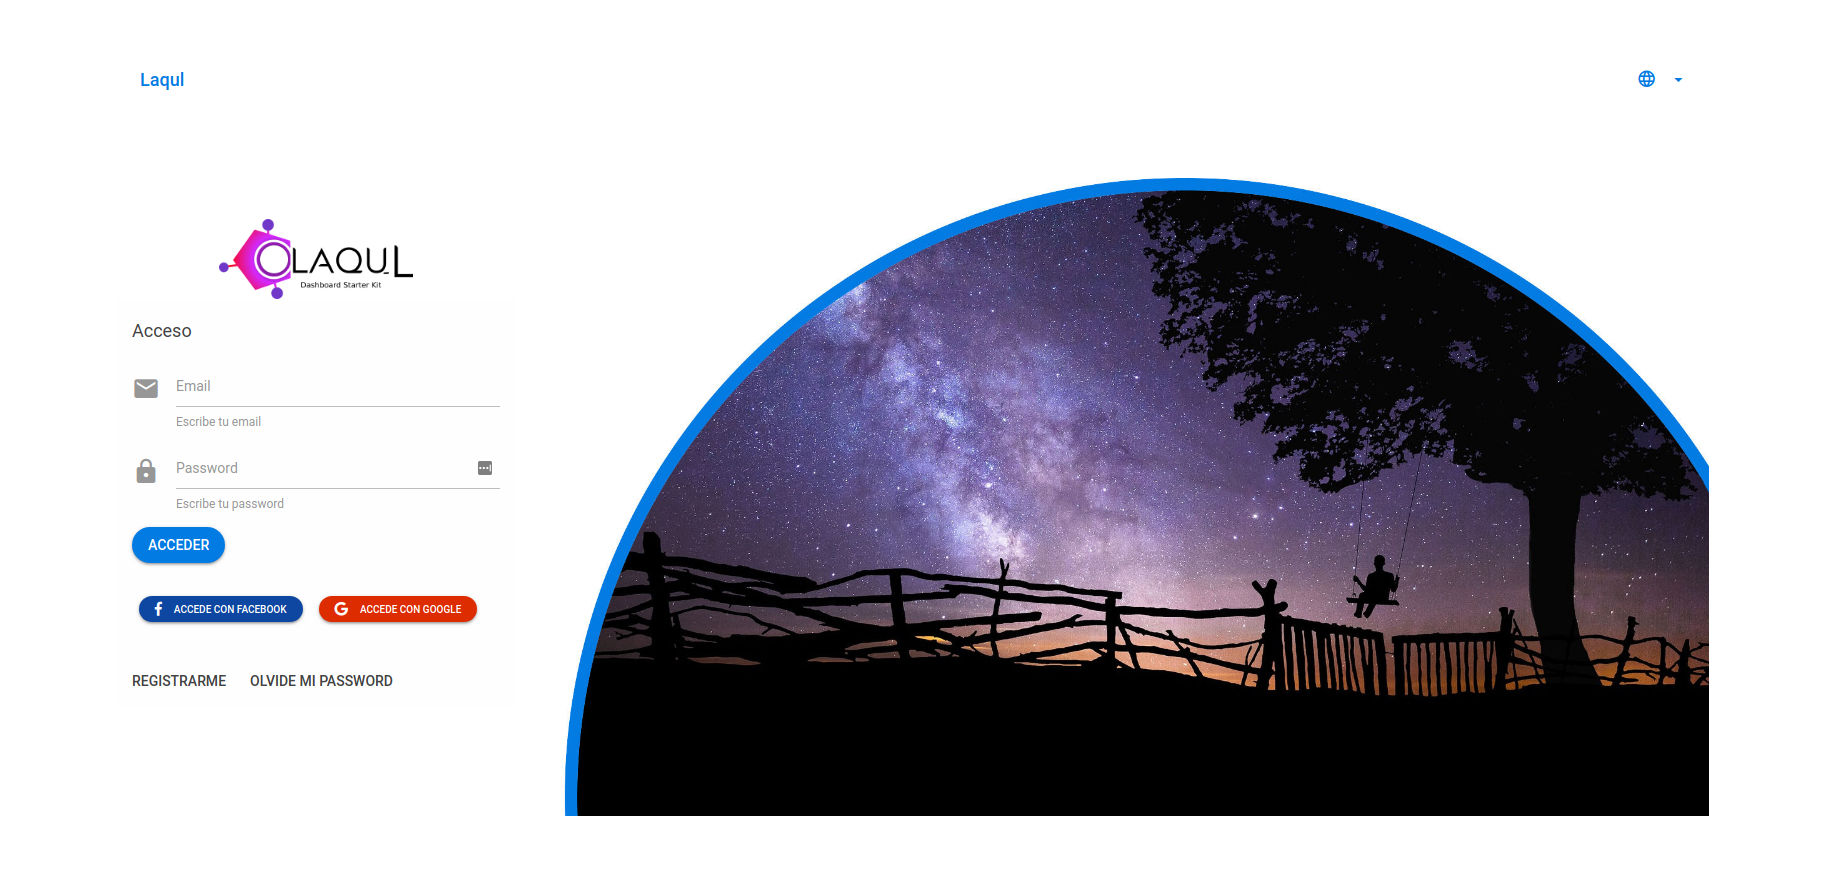 Laqul
LAQUL
Dashboard Starter Kit
Acceso
Email
Escribe tu email
Password
Escribe tu password
ACCEDER
ACCEDE CON FACEBOOK
ACCEDE CON GOOGLE
REGISTRARME
OLVIDE MI PASSWORD